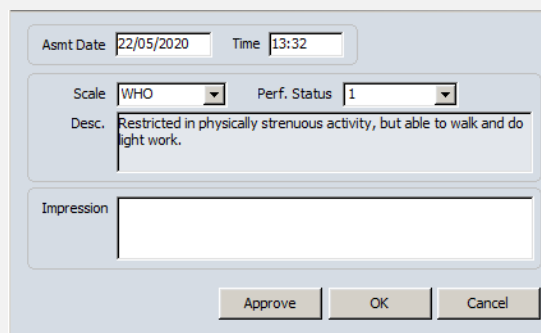 Asmt Date 22/05/2020 Time 13:32
Scale WHO Perf. Status 1
Desc. Restricted in physically strenuous activity, but able to walk and do
light work.
Impression
Approve OK Cancel